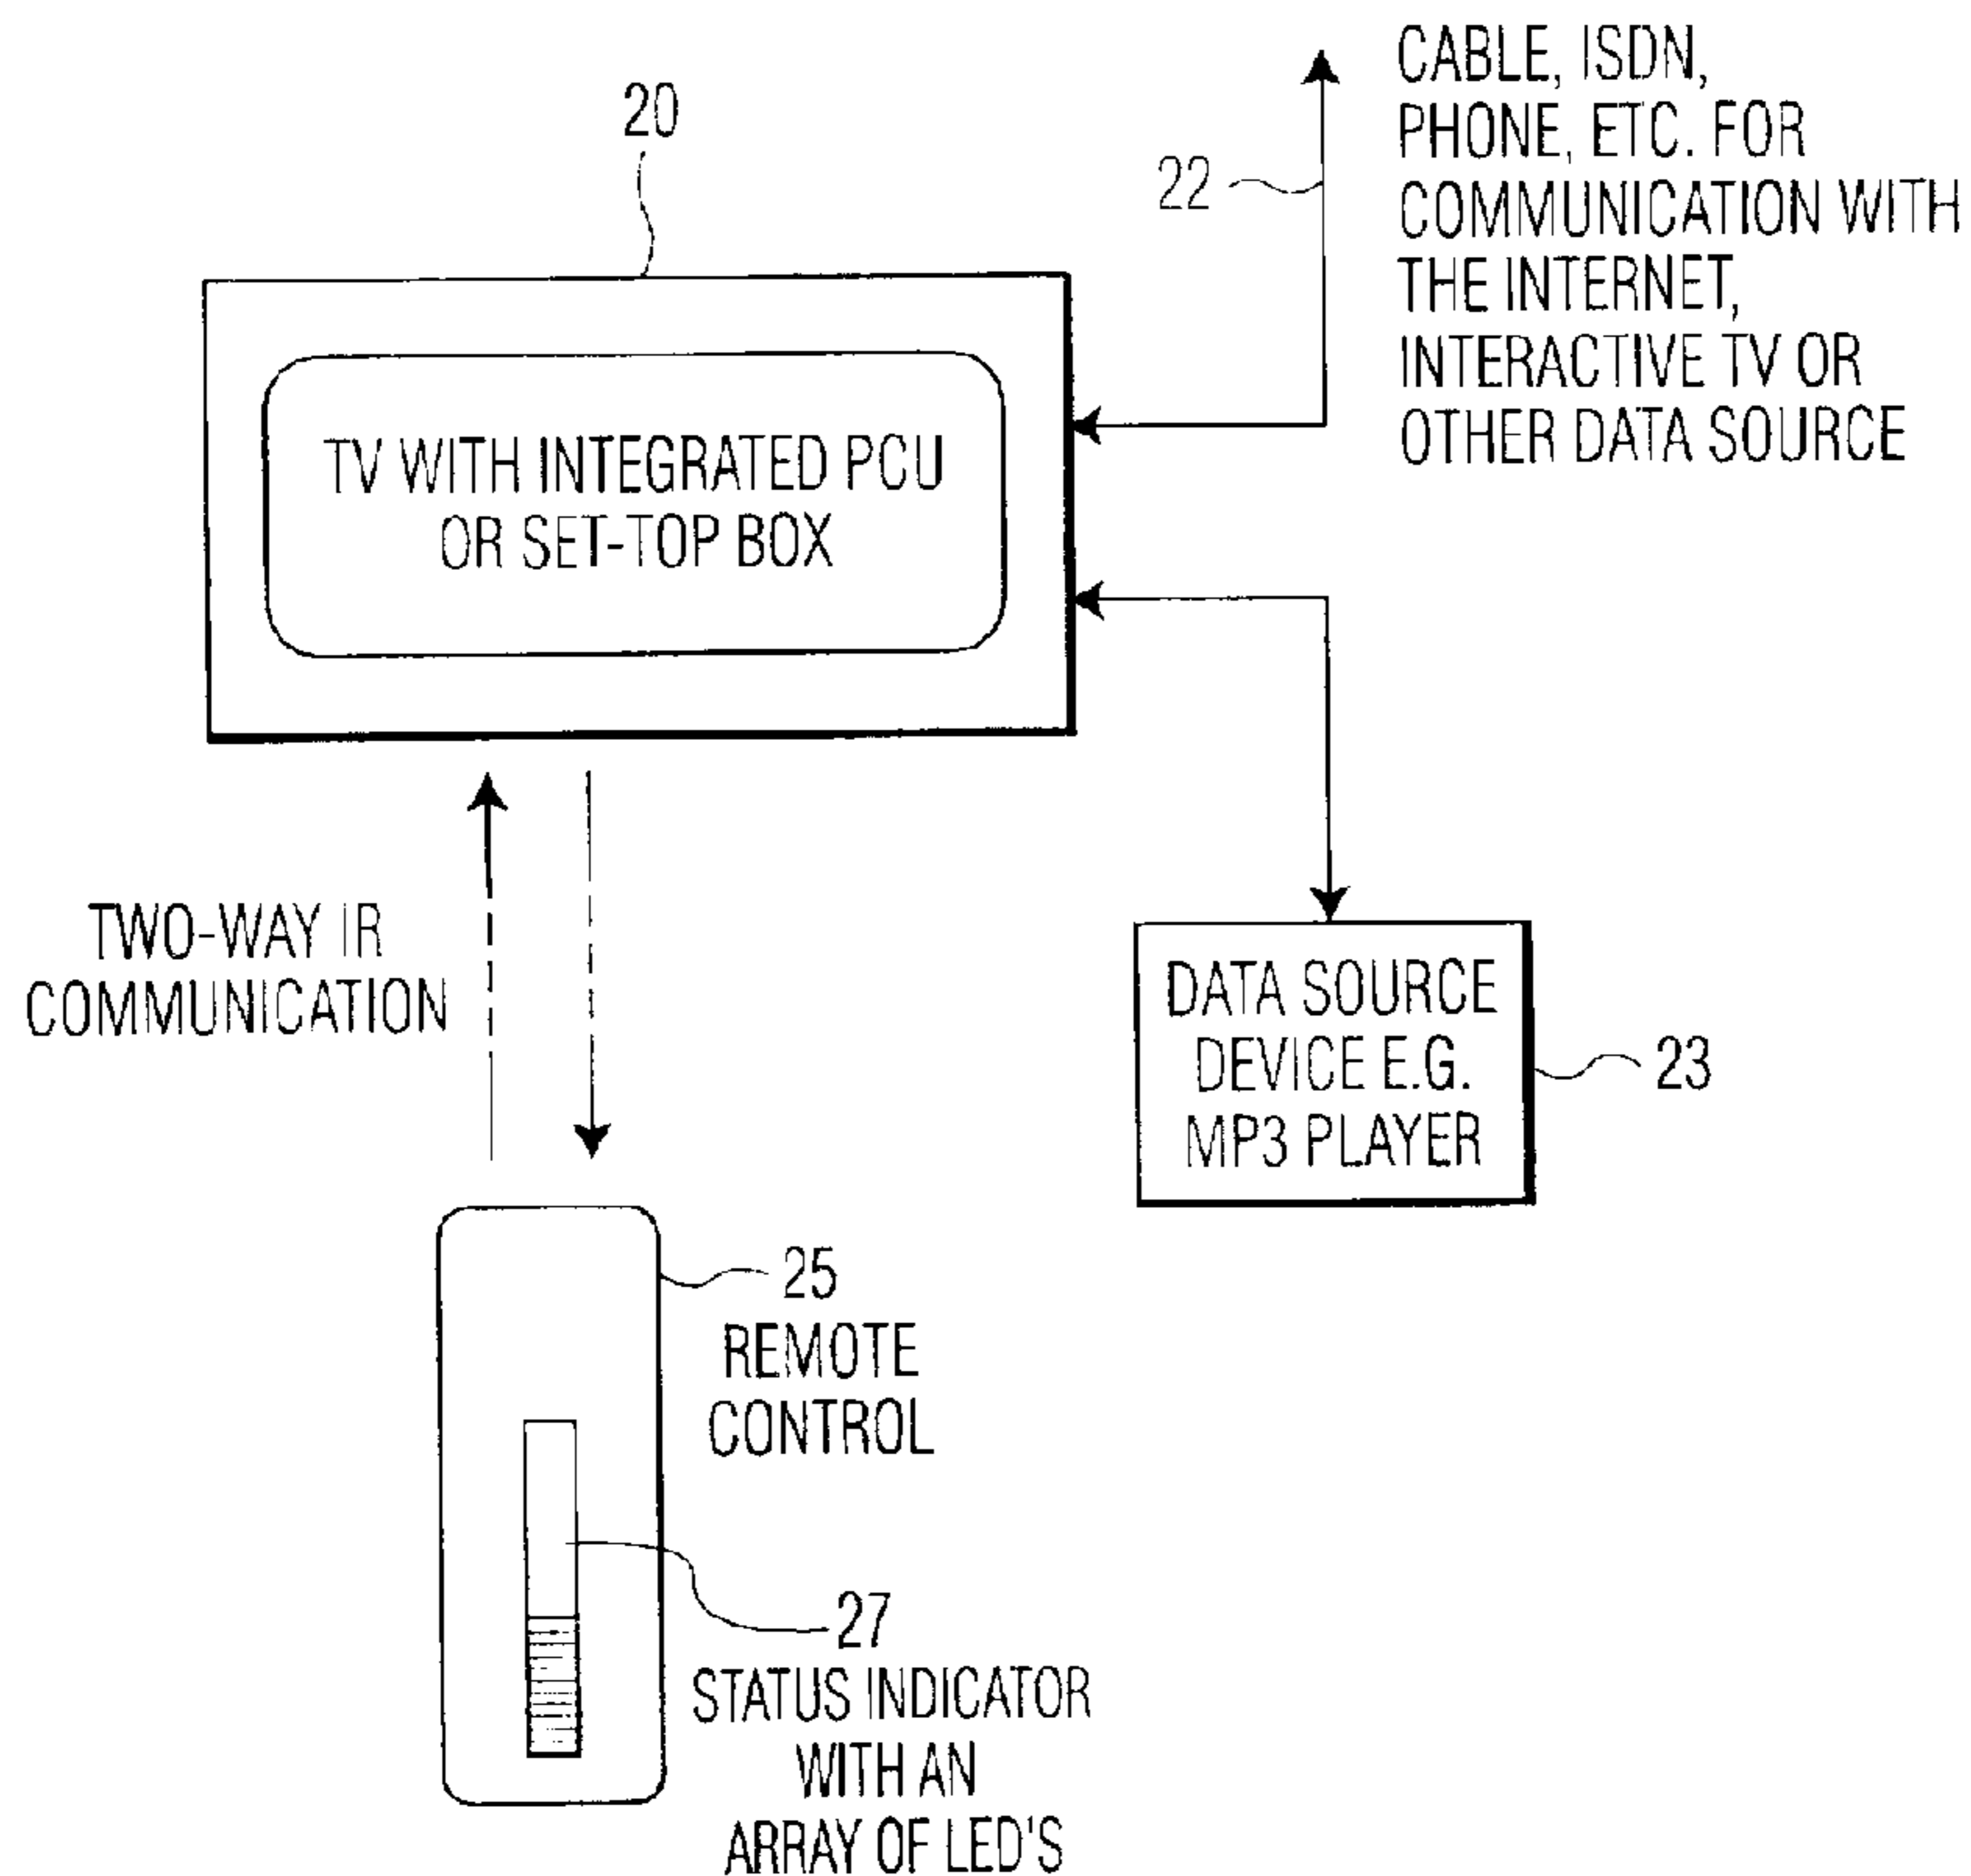 20
22
CABLE, ISDN,
PHONE, ETC. FOR
COMMUNICATION WITH
THE INTERNET,
INTERACTIVE TV OR
OTHER DATA SOURCE
TV WITH INTEGRATED PCU
OR SET-TOP BOX
TWO-WAY IR
COMMUNICATION
DATA SOURCE
DEVICE E.G.
MP3 PLAYER
23
25
REMOTE
CONTROL
27
STATUS INDICATOR
WITH AN
ARRAY OF LED'S